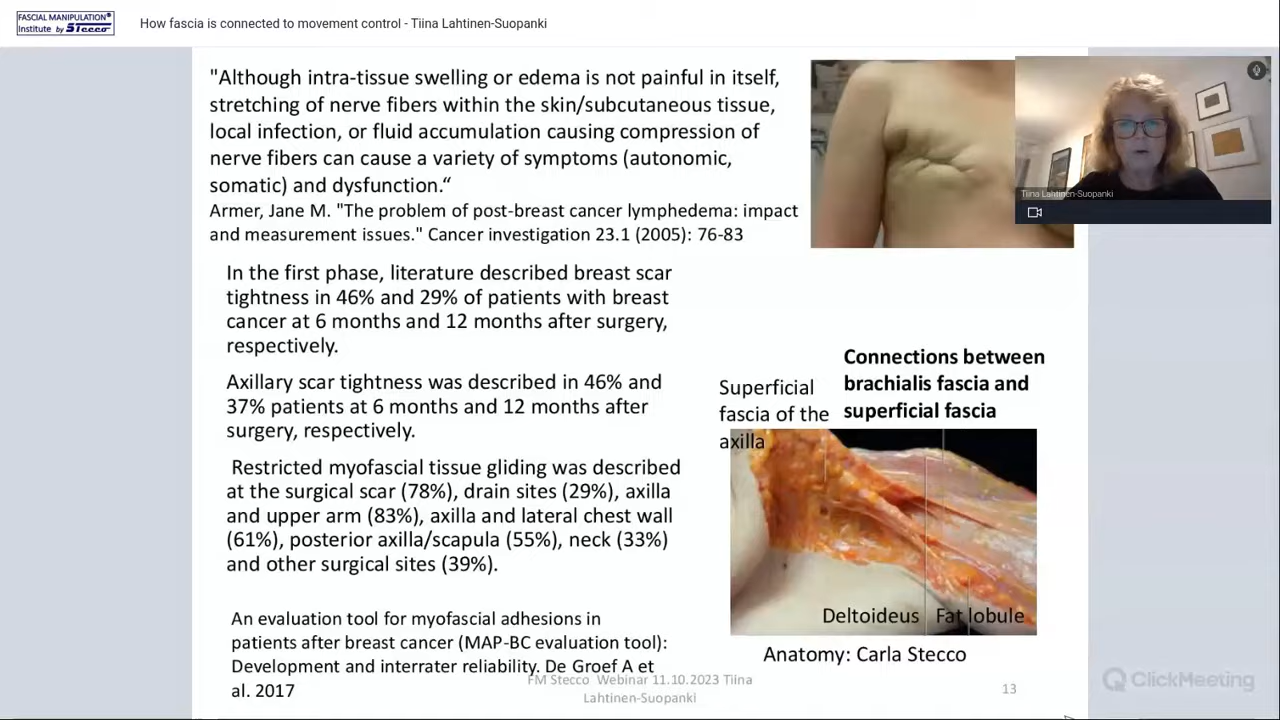 FASCIAL MANIPULATION®
Institute by Stecco®
How fascia is connected to movement control - Tiina Lahtinen-Suopanki
"Although intra-tissue swelling or edema is not painful in itself,
stretching of nerve fibers within the skin/subcutaneous tissue,
local infection, or fluid accumulation causing compression of
nerve fibers can cause a variety of symptoms (autonomic,
somatic) and dysfunction.“
Armer, Jane M. "The problem of post-breast cancer lymphedema: impact
and measurement issues." Cancer investigation 23.1 (2005): 76-83
Tiina Lahtinen-Suopanki
In the first phase, literature described breast scar
tightness in 46% and 29% of patients with breast
cancer at 6 months and 12 months after surgery,
respectively.
Axillary scar tightness was described in 46% and
37% patients at 6 months and 12 months after
surgery, respectively.
Restricted myofascial tissue gliding was described
at the surgical scar (78%), drain sites (29%), axilla
and upper arm (83%), axilla and lateral chest wall
(61%), posterior axilla/scapula (55%), neck (33%)
and other surgical sites (39%).
An evaluation tool for myofascial adhesions in
patients after breast cancer (MAP-BC evaluation tool):
Development and interrater reliability. De Groef A et
al. 2017
Connections between
brachialis fascia and
superficial fascia
Superficial
fascia of the
axilla
Deltoideus Fat lobule
Anatomy: Carla Stecco
FM Stecco Webinar 11.10.2023 Tiina
Lahtinen-Suopanki
13
ClickMeeting